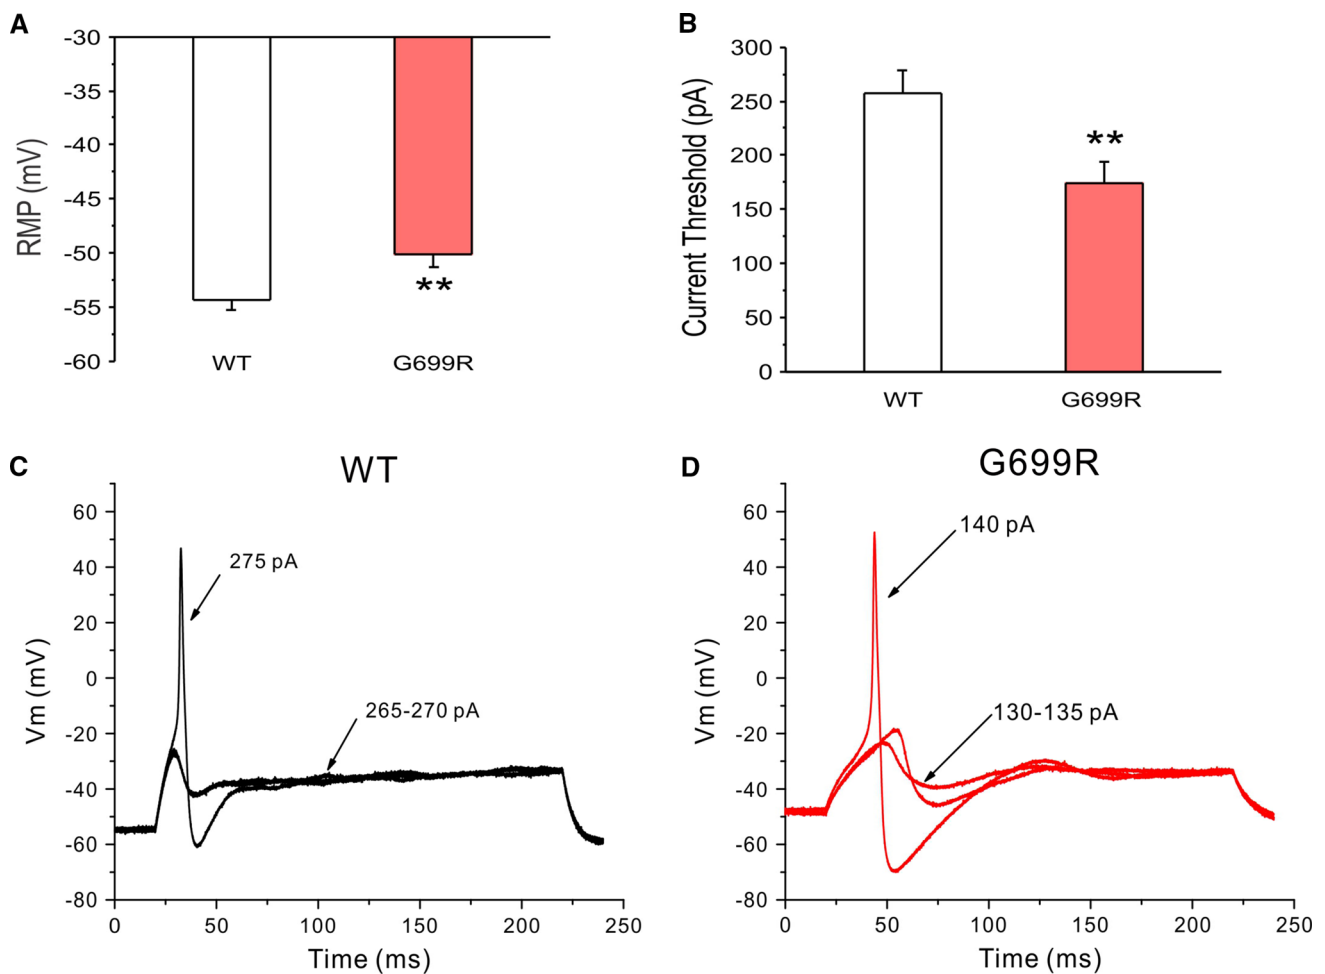 A
-30
-35
-40
-45
-50
-55
-60
RMP (mV)
**
WT
G699R
B
300
250
200
150
100
50
0
Current Threshold (pA)
**
WT
G699R
C
WT
60
40
20
0
-20
-40
-60
-80
Vm (mV)
275 pA
265-270 pA
0
50
100
150
200
250
Time (ms)
D
G699R
60
40
20
0
-20
-40
-60
-80
Vm (mV)
140 pA
130-135 pA
0
50
100
150
200
250
Time (ms)